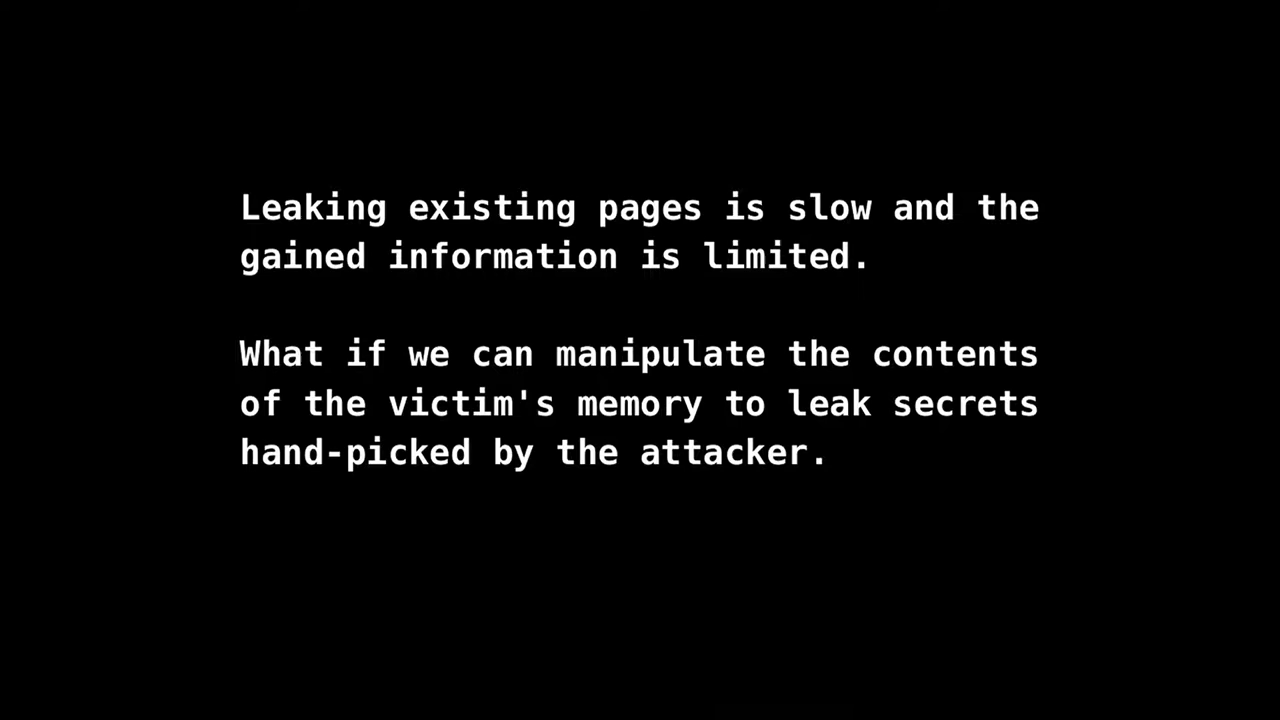 Leaking existing pages is slow and the
gained information is limited.
What if we can manipulate the contents
of the victim's memory to leak secrets
hand-picked by the attacker.